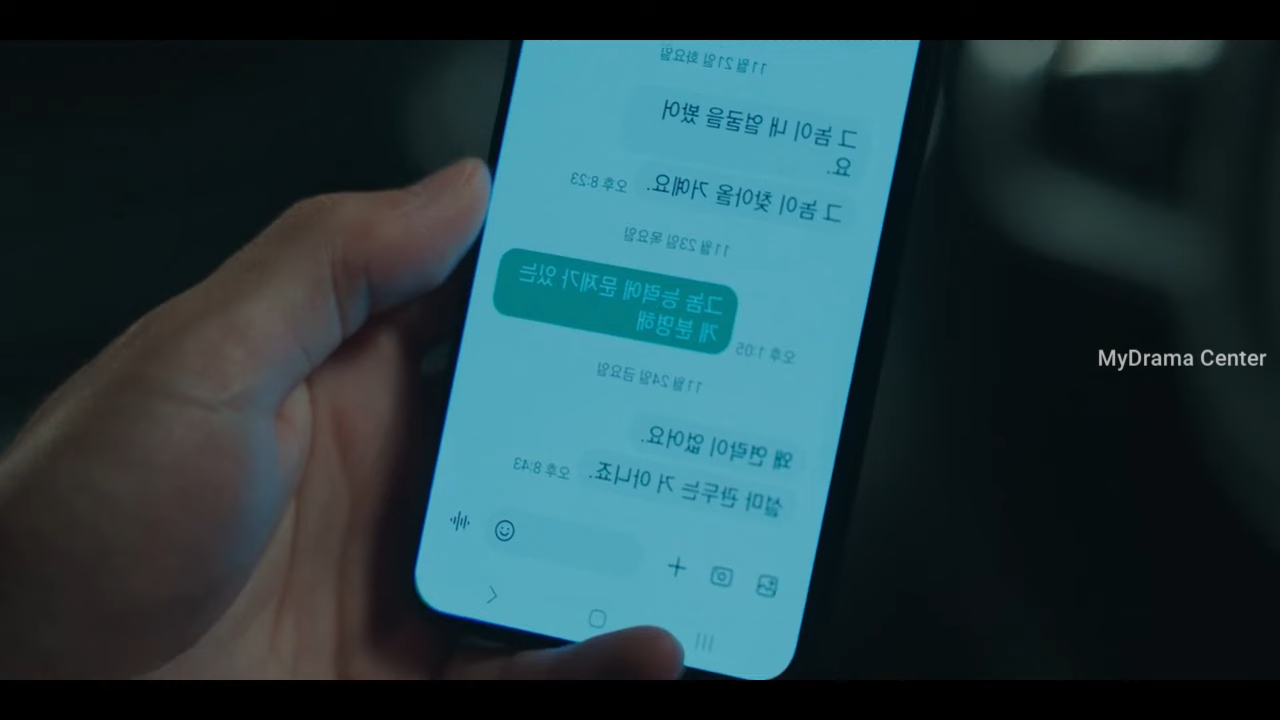 11월 21일 화요일
그 놈이 내 얼굴을 봤어
요.
그 놈이 찾아올 거예요.
오후 8:23
11월 23일 목요일
그놈 능력에 문제가 있는
게 분명해
오후 1:05
11월 24일 금요일
왜 연락이 없어요.
설마 관두는 거 아니죠.
오후 8:43
MyDrama Center